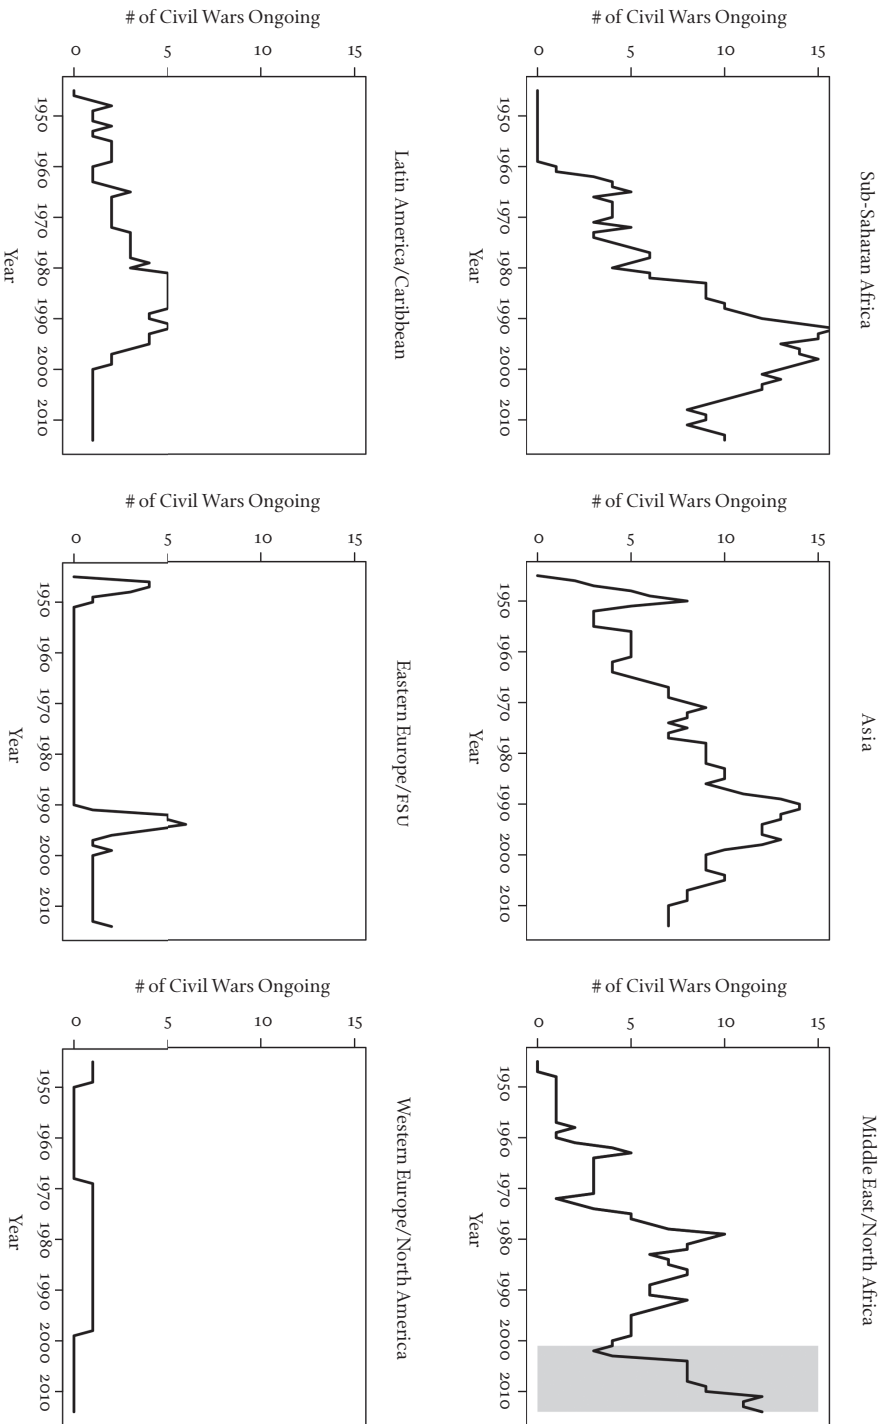 Sub-Saharan Africa
# of Civil Wars Ongoing
0 5 10 15
1950 1960 1970 1980 1990 2000 2010
Year
Asia
# of Civil Wars Ongoing
0 5 10 15
1950 1960 1970 1980 1990 2000 2010
Year
Middle East/North Africa
# of Civil Wars Ongoing
0 5 10 15
1950 1960 1970 1980 1990 2000 2010
Year
Latin America/Caribbean
# of Civil Wars Ongoing
0 5 10 15
1950 1960 1970 1980 1990 2000 2010
Year
Eastern Europe/FSU
# of Civil Wars Ongoing
0 5 10 15
1950 1960 1970 1980 1990 2000 2010
Year
Western Europe/North America
# of Civil Wars Ongoing
0 5 10 15
1950 1960 1970 1980 1990 2000 2010
Year